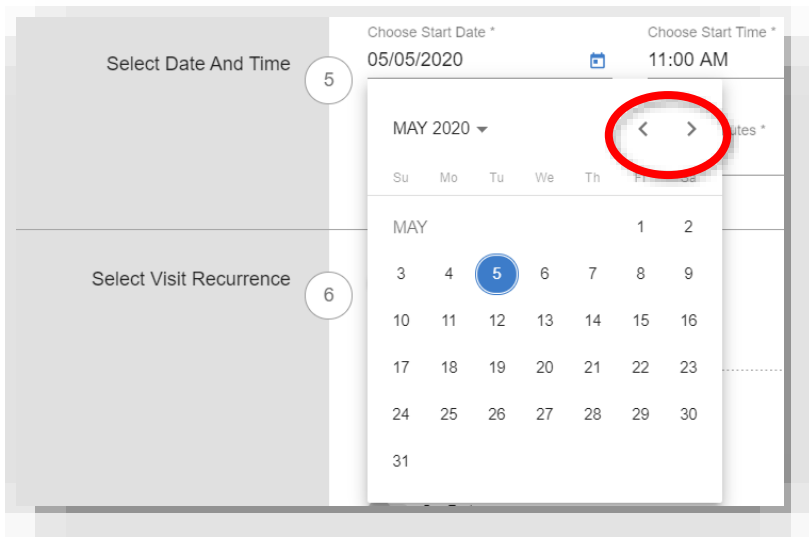 Choose Start Date * Choose Start Time *
Select Date And Time 5 05/05/2020 11:00 AM
MAY 2020
Su Mo Tu We Th
MAY 1 2
Select Visit Recurrence 6
3 4 5 6 7 8 9
10 11 12 13 14 15 16
17 18 19 20 21 22 23
24 25 26 27 28 29 30
31